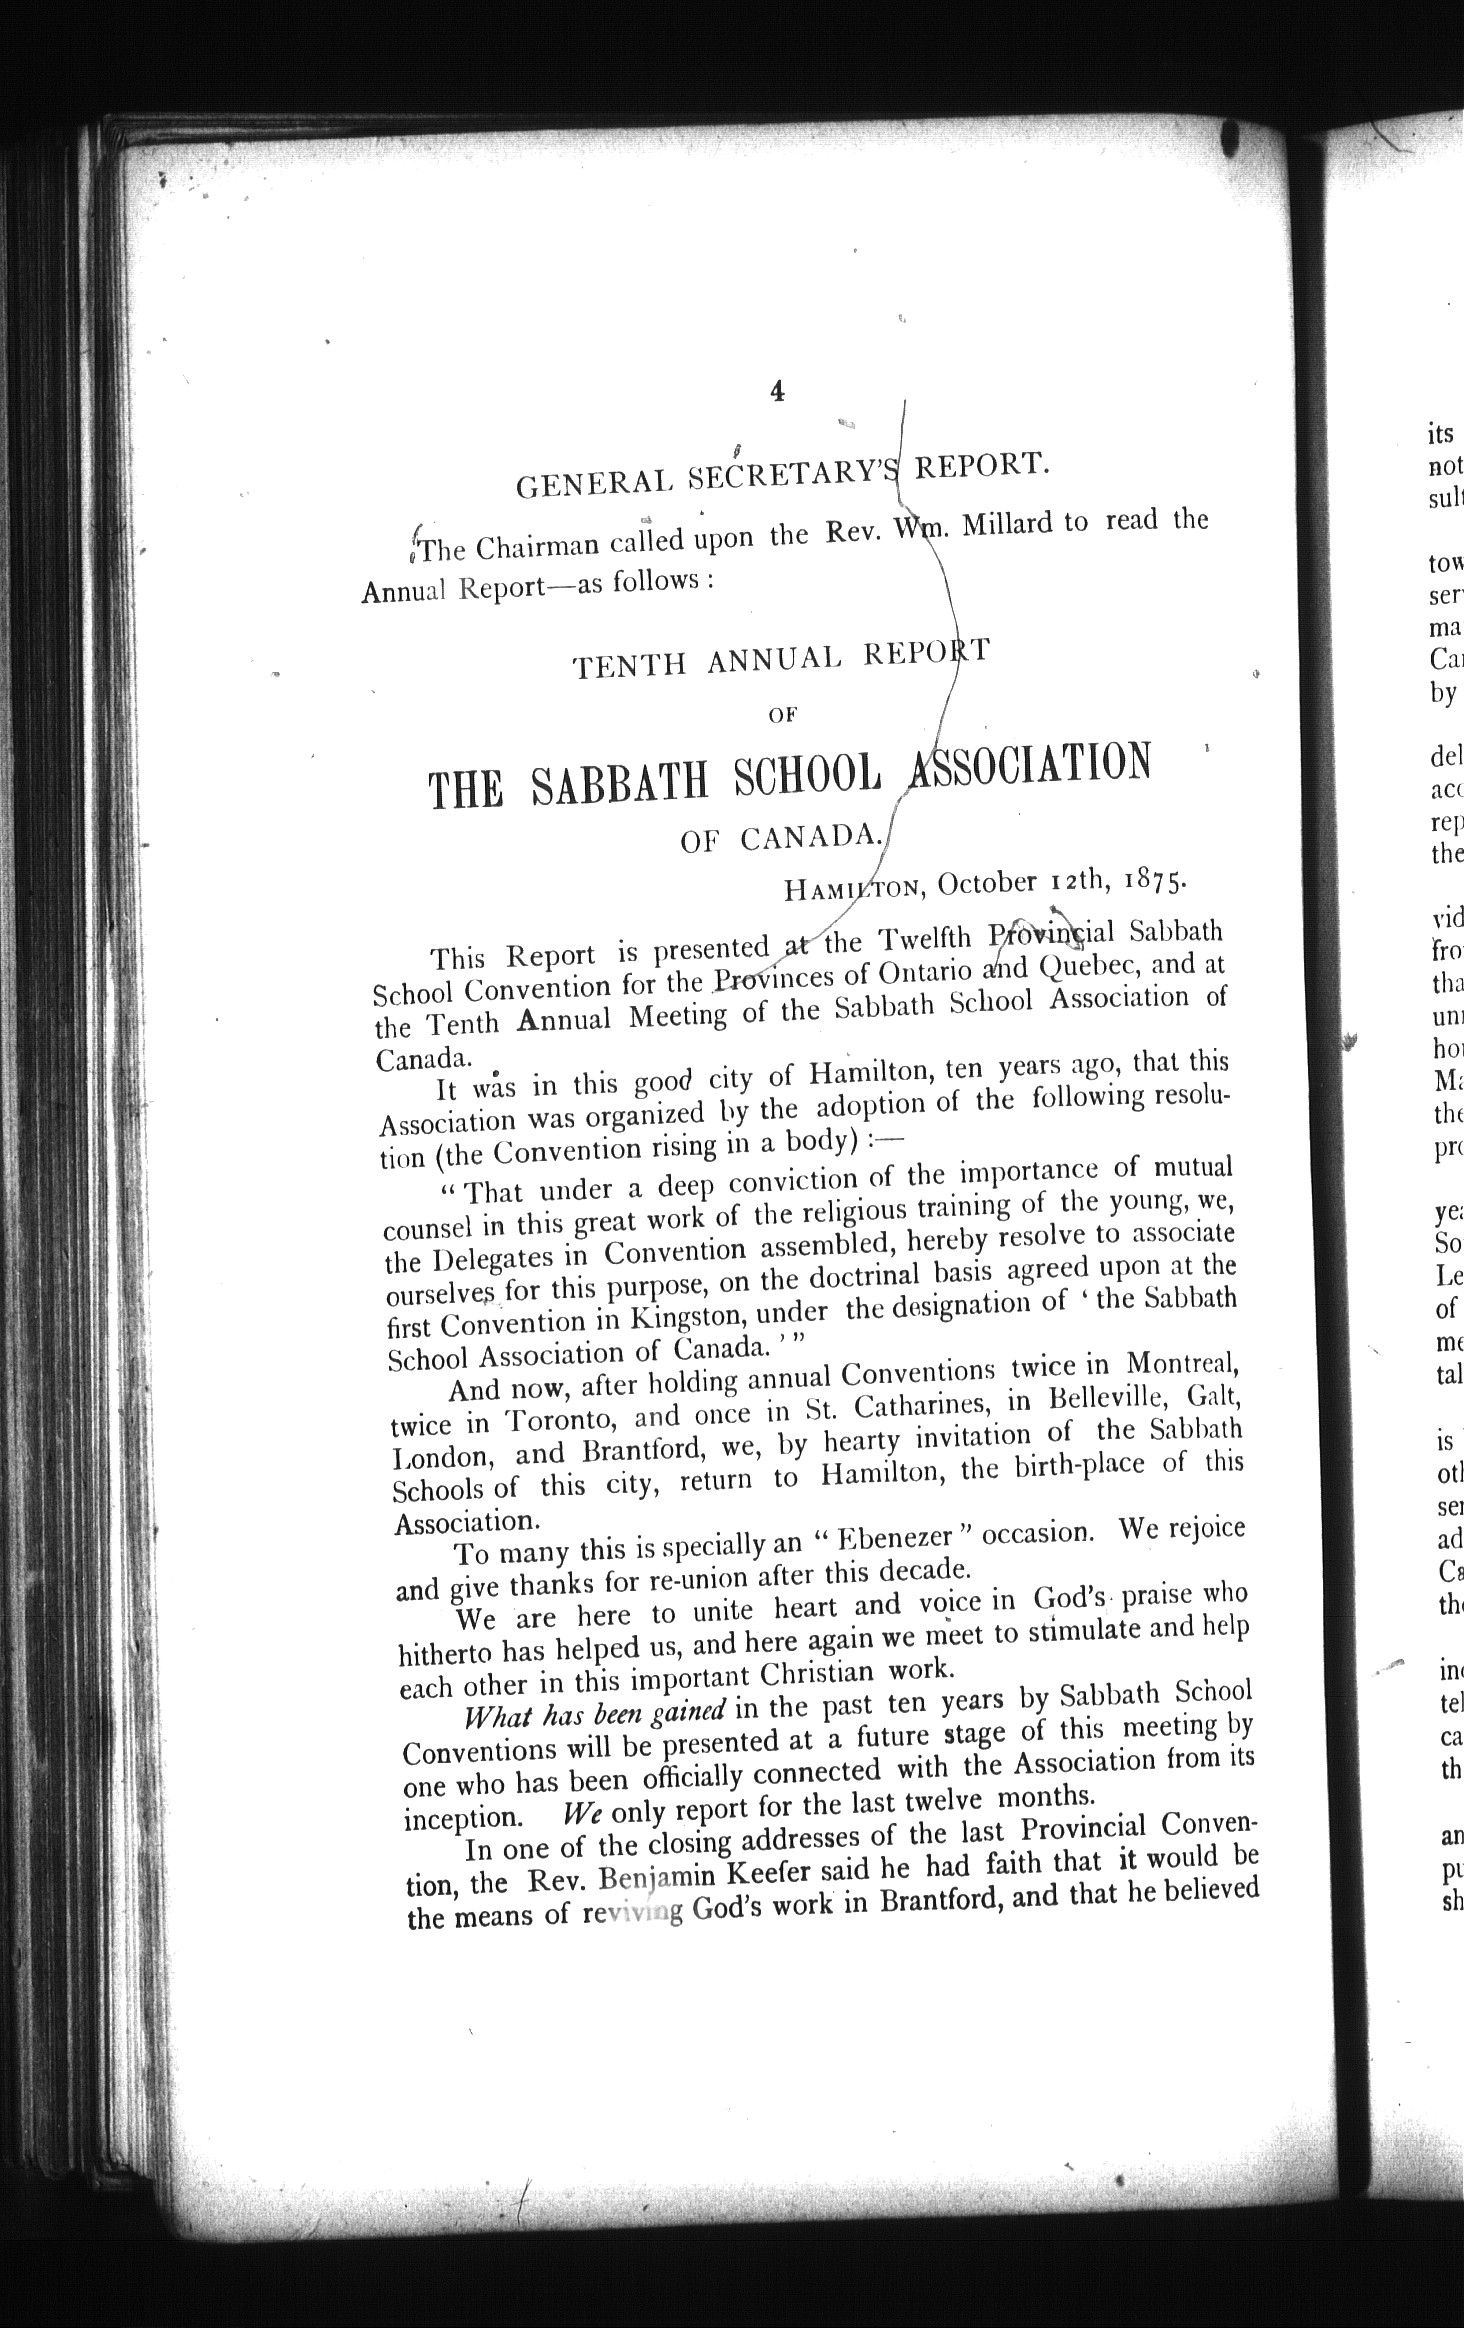 4
GENERAL SECRETARY'S REPORT.
The Chairman called upon the Rev. Wm. Millard to read the
Annual Report—as follows :
TENTH ANNUAL REPORT
OF
THE SABBATH SCHOOL ASSOCIATION
OF CANADA.
HAMILTON, October 12th, 1875.
This Report is presented at the Twelfth Provincial Sabbath
School Convention for the Provinces of Ontario and Quebec, and at
the Tenth Annual Meeting of the Sabbath School Association of
Canada.
It was in this good city of Hamilton, ten years ago, that this
Association was organized by the adoption of the following resolu-
tion (the Convention rising in a body) :—
“ That under a deep conviction of the importance of mutual
counsel in this great work of the religious training of the young, we,
the Delegates in Convention assembled, hereby resolve to associate
ourselves for this purpose, on the doctrinal basis agreed upon at the
first Convention in Kingston, under the designation of ‘ the Sabbath
School Association of Canada. ’ ”
And now, after holding annual Conventions twice in Montreal,
twice in Toronto, and once in St. Catharines, in Belleville, Galt,
London, and Brantford, we, by hearty invitation of the Sabbath
Schools of this city, return to Hamilton, the birth-place of this
Association.
To many this is specially an “ Ebenezer ” occasion. We rejoice
and give thanks for re-union after this decade.
We are here to unite heart and voice in God's praise who
hitherto has helped us, and here again we meet to stimulate and help
each other in this important Christian work.
What has been gained in the past ten years by Sabbath School
Conventions will be presented at a future stage of this meeting by
one who has been officially connected with the Association from its
inception. We only report for the last twelve months.
In one of the closing addresses of the last Provincial Conven-
tion, the Rev. Benjamin Keefer said he had faith that it would be
the means of reviving God's work in Brantford, and that he believed
its
not
by
the
the
is
of